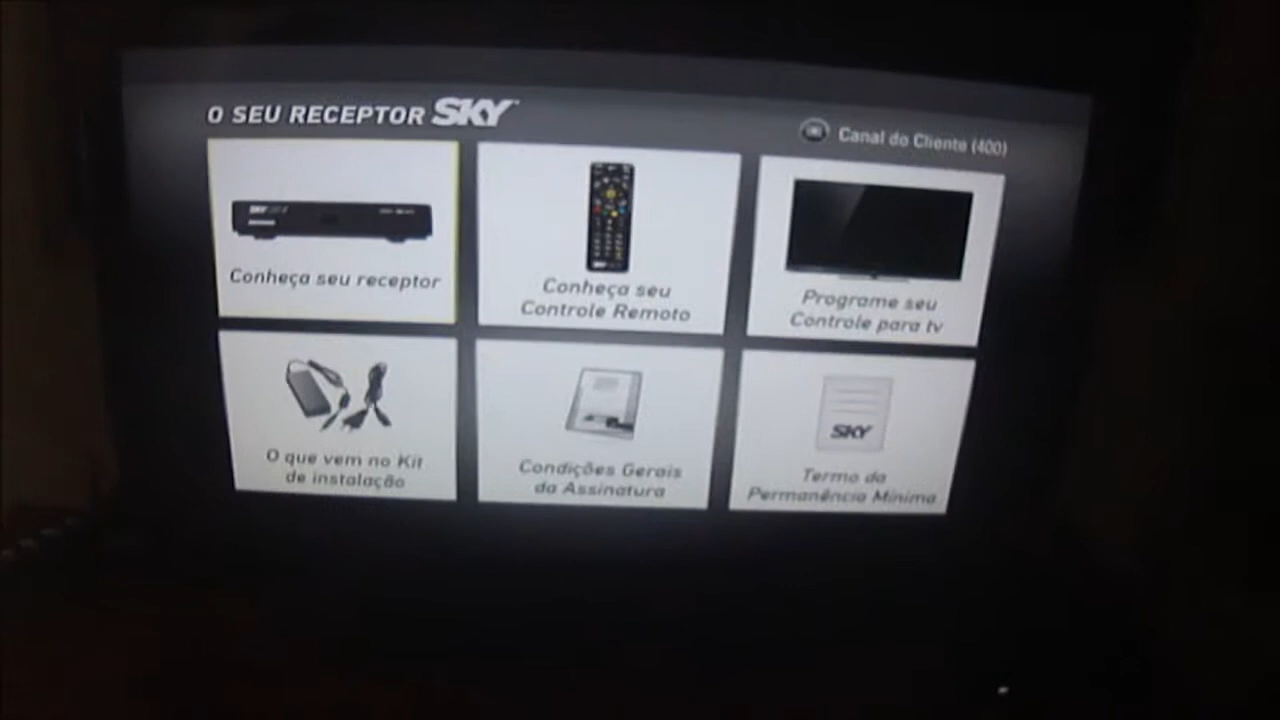 O SEU RECEPTOR SKY
Canal do Cliente (400)
SKY
Conheça seu receptor
Conheça seu
Controle Remoto
Programe seu
Controle para tv
O que vem no Kit
de instalação
Condições Gerais
da Assinatura
SKY
Termo da
Permanência Mínima